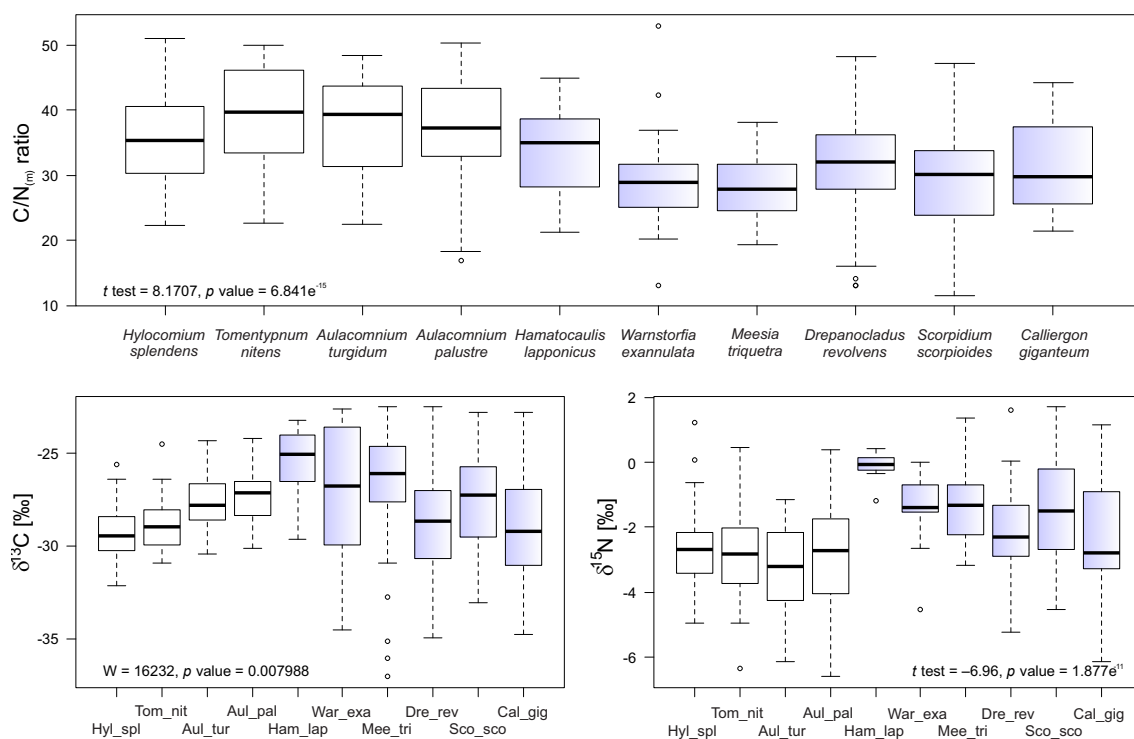 C/N(m) ratio
50
40
30
20
10
t test = 8.1707, p value = 6.841e-15
Hylocomium
splendens
Tomentypnum
nitens
Aulacomnium
turgidum
Aulacomnium
palustre
Hamatocaulis
lapponicus
Warnstorfia
exannulata
Meesia
triquetra
Drepanocladus
revolvens
Scorpidium
scorpioides
Calliergon
giganteum
δ13C [‰]
-25
-30
-35
W = 16232, p value = 0.007988
Hyl_spl
Tom_nit
Aul_tur
Aul_pal
Ham_lap
War_exa
Mee_tri
Dre_rev
Sco_sco
Cal_gig
δ15N [‰]
2
0
-2
-4
-6
t test = –6.96, p value = 1.877e-11
Hyl_spl
Tom_nit
Aul_tur
Aul_pal
Ham_lap
War_exa
Mee_tri
Dre_rev
Sco_sco
Cal_gig